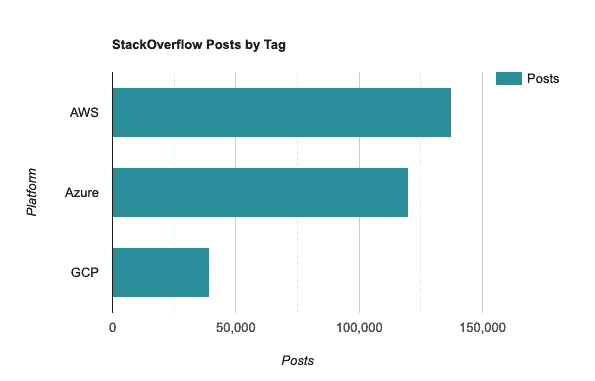 StackOverflow Posts by Tag
Posts
AWS
Azure
GCP
Platform
0
50,000
100,000
150,000
Posts